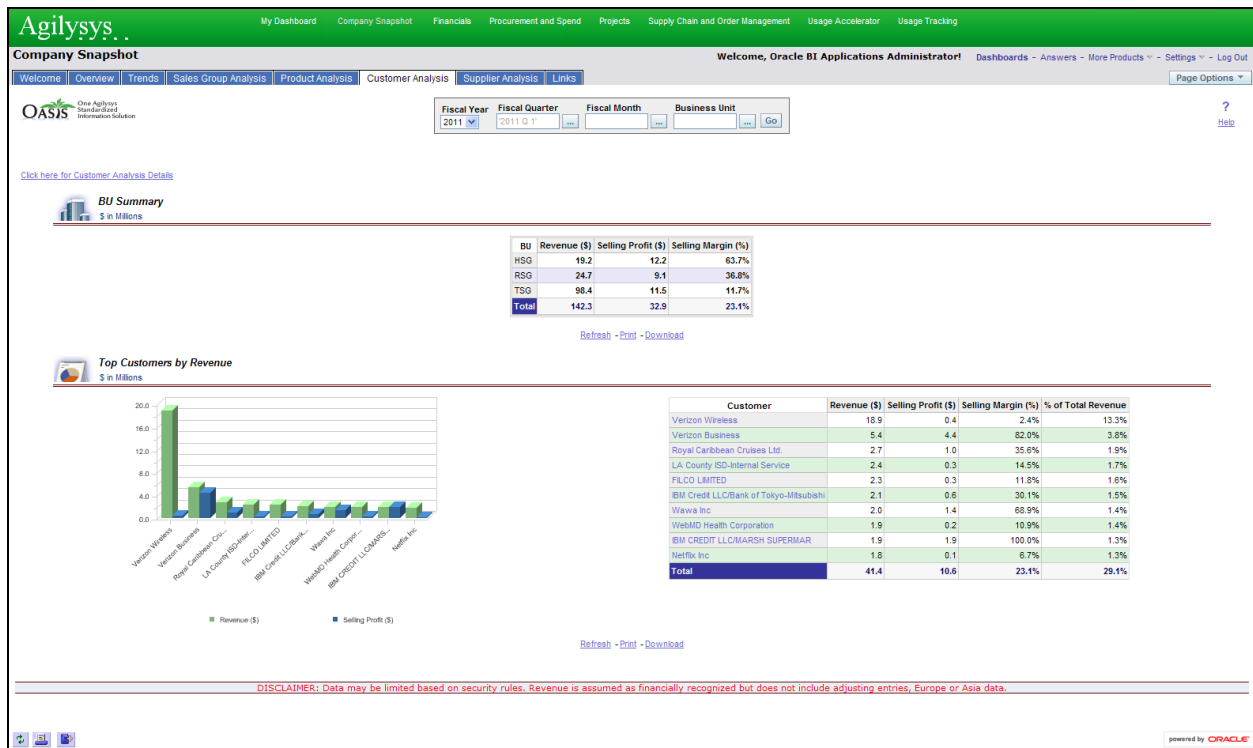 Agilysys
My Dashboard Company Snapshot Financials Procurement and Spend Projects Supply Chain and Order Management Usage Accelerator Usage Tracking
Company Snapshot
Welcome, Oracle BI Applications Administrator! Dashboards - Answers - More Products - Settings - Log Out
Welcome Overview Trends Sales Group Analysis Product Analysis Customer Analysis Supplier Analysis Links
Page Options
OASIS One Agilysys
Standardized
Information Solution
Fiscal Year Fiscal Quarter Fiscal Month Business Unit
2011 '2011 Q 1' ... ... ... Go
?
Help
Click here for Customer Analysis Details
BU Summary
$ in Millions
BU Revenue ($) Selling Profit ($) Selling Margin (%)
HSG 19.2 12.2 63.7%
RSG 24.7 9.1 36.8%
TSG 98.4 11.5 11.7%
Total 142.3 32.9 23.1%
Refresh - Print - Download
Top Customers by Revenue
$ in Millions
20.0
16.0
12.0
8.0
4.0
0.0
Verizon Wireless
Verizon Business
Royal Caribbean Cru...
LA County ISD-Inter...
FILCO LIMITED
IBM Credit LLC/Bank...
Wawa Inc
WebMD Health Corpor...
IBM CREDIT LLC/MARS...
Netflix Inc
Revenue ($) Selling Profit ($)
Customer Revenue ($) Selling Profit ($) Selling Margin (%) % of Total Revenue
Verizon Wireless 18.9 0.4 2.4% 13.3%
Verizon Business 5.4 4.4 82.0% 3.8%
Royal Caribbean Cruises Ltd. 2.7 1.0 35.6% 1.9%
LA County ISD-Internal Service 2.4 0.3 14.5% 1.7%
FILCO LIMITED 2.3 0.3 11.8% 1.6%
IBM Credit LLC/Bank of Tokyo-Mitsubishi 2.1 0.6 30.1% 1.5%
Wawa Inc 2.0 1.4 68.9% 1.4%
WebMD Health Corporation 1.9 0.2 10.9% 1.4%
IBM CREDIT LLC/MARSH SUPERMAR 1.9 1.9 100.0% 1.3%
Netflix Inc 1.8 0.1 6.7% 1.3%
Total 41.4 10.6 23.1% 29.1%
Refresh - Print - Download
DISCLAIMER: Data may be limited based on security rules. Revenue is assumed as financially recognized but does not include adjusting entries, Europe or Asia data.
powered by ORACLE